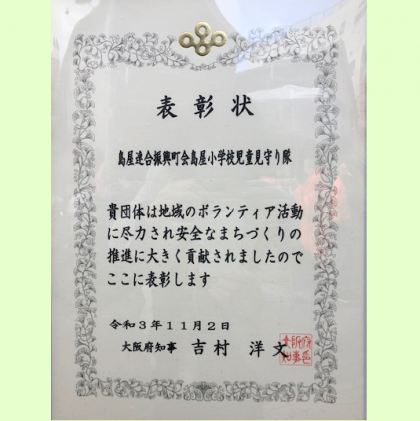 表彰状
島屋連合振興町会島屋小学校児童見守り隊
貴団体は地域のボランティア活動
に尽力され安全なまちづくりの
推進に大きく貢献されましたので
ここに表彰します
令和3年11月2日
大阪府知事 吉村 洋文